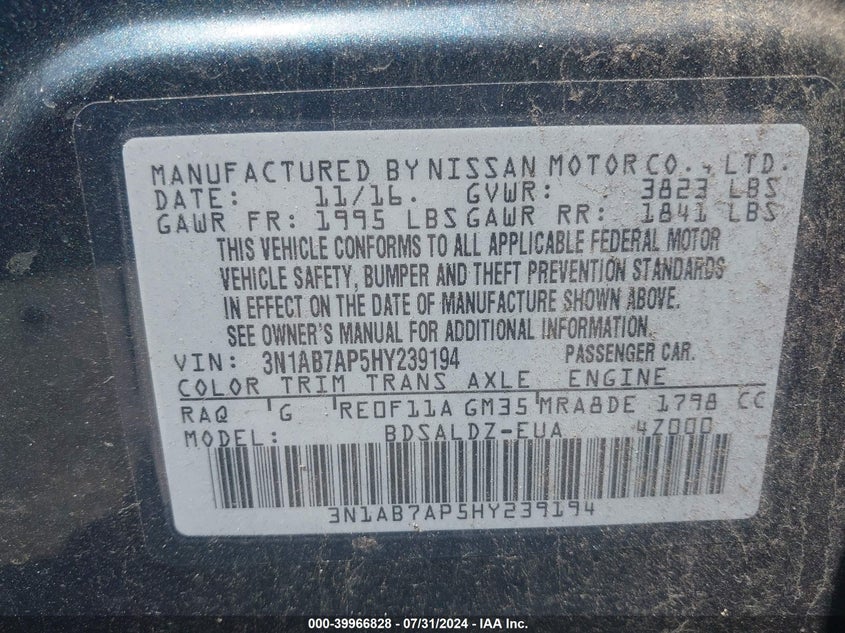 MANUFACTURED BY NISSAN MOTOR CO., LTD.
DATE: 11/16. GVWR: 3823 LBS
GAWR FR: 1995 LBS GAWR RR: 1841 LBS
THIS VEHICLE CONFORMS TO ALL APPLICABLE FEDERAL MOTOR
VEHICLE SAFETY, BUMPER AND THEFT PREVENTION STANDARDS
IN EFFECT ON THE DATE OF MANUFACTURE SHOWN ABOVE.
SEE OWNER'S MANUAL FOR ADDITIONAL INFORMATION.
VIN: 3N1AB7AP5HY239194 PASSENGER CAR.
COLOR TRIM TRANS AXLE ENGINE
RAQ G RE0F11A GM35 MRA8DE 1798 CC
MODEL: BDSALDZ-EUA 4Z000
3N1AB7AP5HY239194
000-39966828 - 07/31/2024 - IAA Inc.